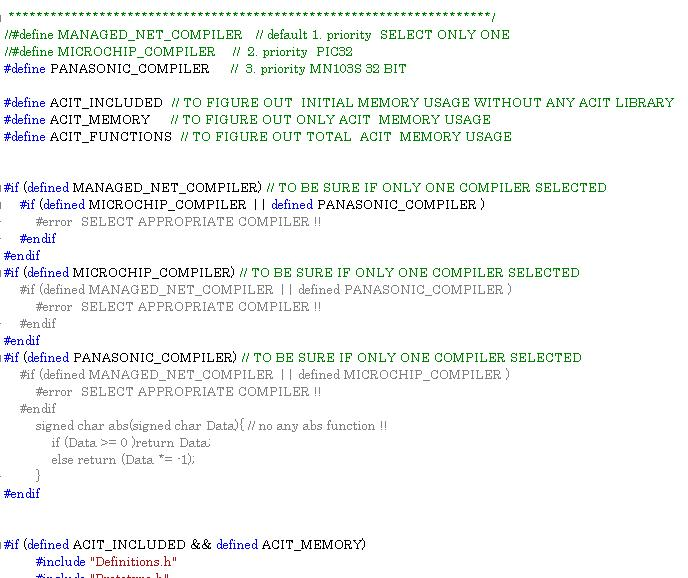 *************************************************************************/
//#define MANAGED_NET_COMPILER // default 1. priority SELECT ONLY ONE
//#define MICROCHIP_COMPILER // 2. priority PIC32
#define PANASONIC_COMPILER // 3. priority MN103S 32 BIT
#define ACIT_INCLUDED // TO FIGURE OUT INITIAL MEMORY USAGE WITHOUT ANY ACIT LIBRARY
#define ACIT_MEMORY // TO FIGURE OUT ONLY ACIT MEMORY USAGE
#define ACIT_FUNCTIONS // TO FIGURE OUT TOTAL ACIT MEMORY USAGE
#if (defined MANAGED_NET_COMPILER) // TO BE SURE IF ONLY ONE COMPILER SELECTED
#if (defined MICROCHIP_COMPILER || defined PANASONIC_COMPILER )
#error SELECT APPROPRIATE COMPILER !!
#endif
#endif
#if (defined MICROCHIP_COMPILER) // TO BE SURE IF ONLY ONE COMPILER SELECTED
#if (defined MANAGED_NET_COMPILER || defined PANASONIC_COMPILER )
#error SELECT APPROPRIATE COMPILER !!
#endif
#endif
#if (defined PANASONIC_COMPILER) // TO BE SURE IF ONLY ONE COMPILER SELECTED
#if (defined MANAGED_NET_COMPILER || defined MICROCHIP_COMPILER )
#error SELECT APPROPRIATE COMPILER !!
#endif
signed char abs(signed char Data){ // no any abs function !!
if (Data >= 0 )return Data;
else return (Data *= -1);
}
#endif
#if (defined ACIT_INCLUDED && defined ACIT_MEMORY)
#include "Definitions.h"
#include "Prototype.h"